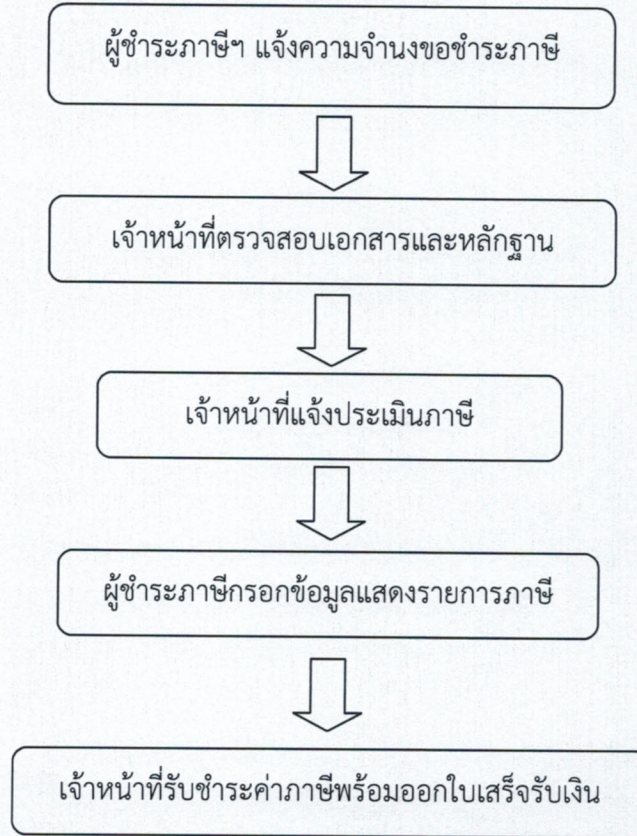 ผู้ชำระภาษีฯ แจ้งความจำนงขอชำระภาษี
เจ้าหน้าที่ตรวจสอบเอกสารและหลักฐาน
เจ้าหน้าที่แจ้งประเมินภาษี
ผู้ชำระภาษีกรอกข้อมูลแสดงรายการภาษี
เจ้าหน้าที่รับชำระค่าภาษีพร้อมออกใบเสร็จรับเงิน